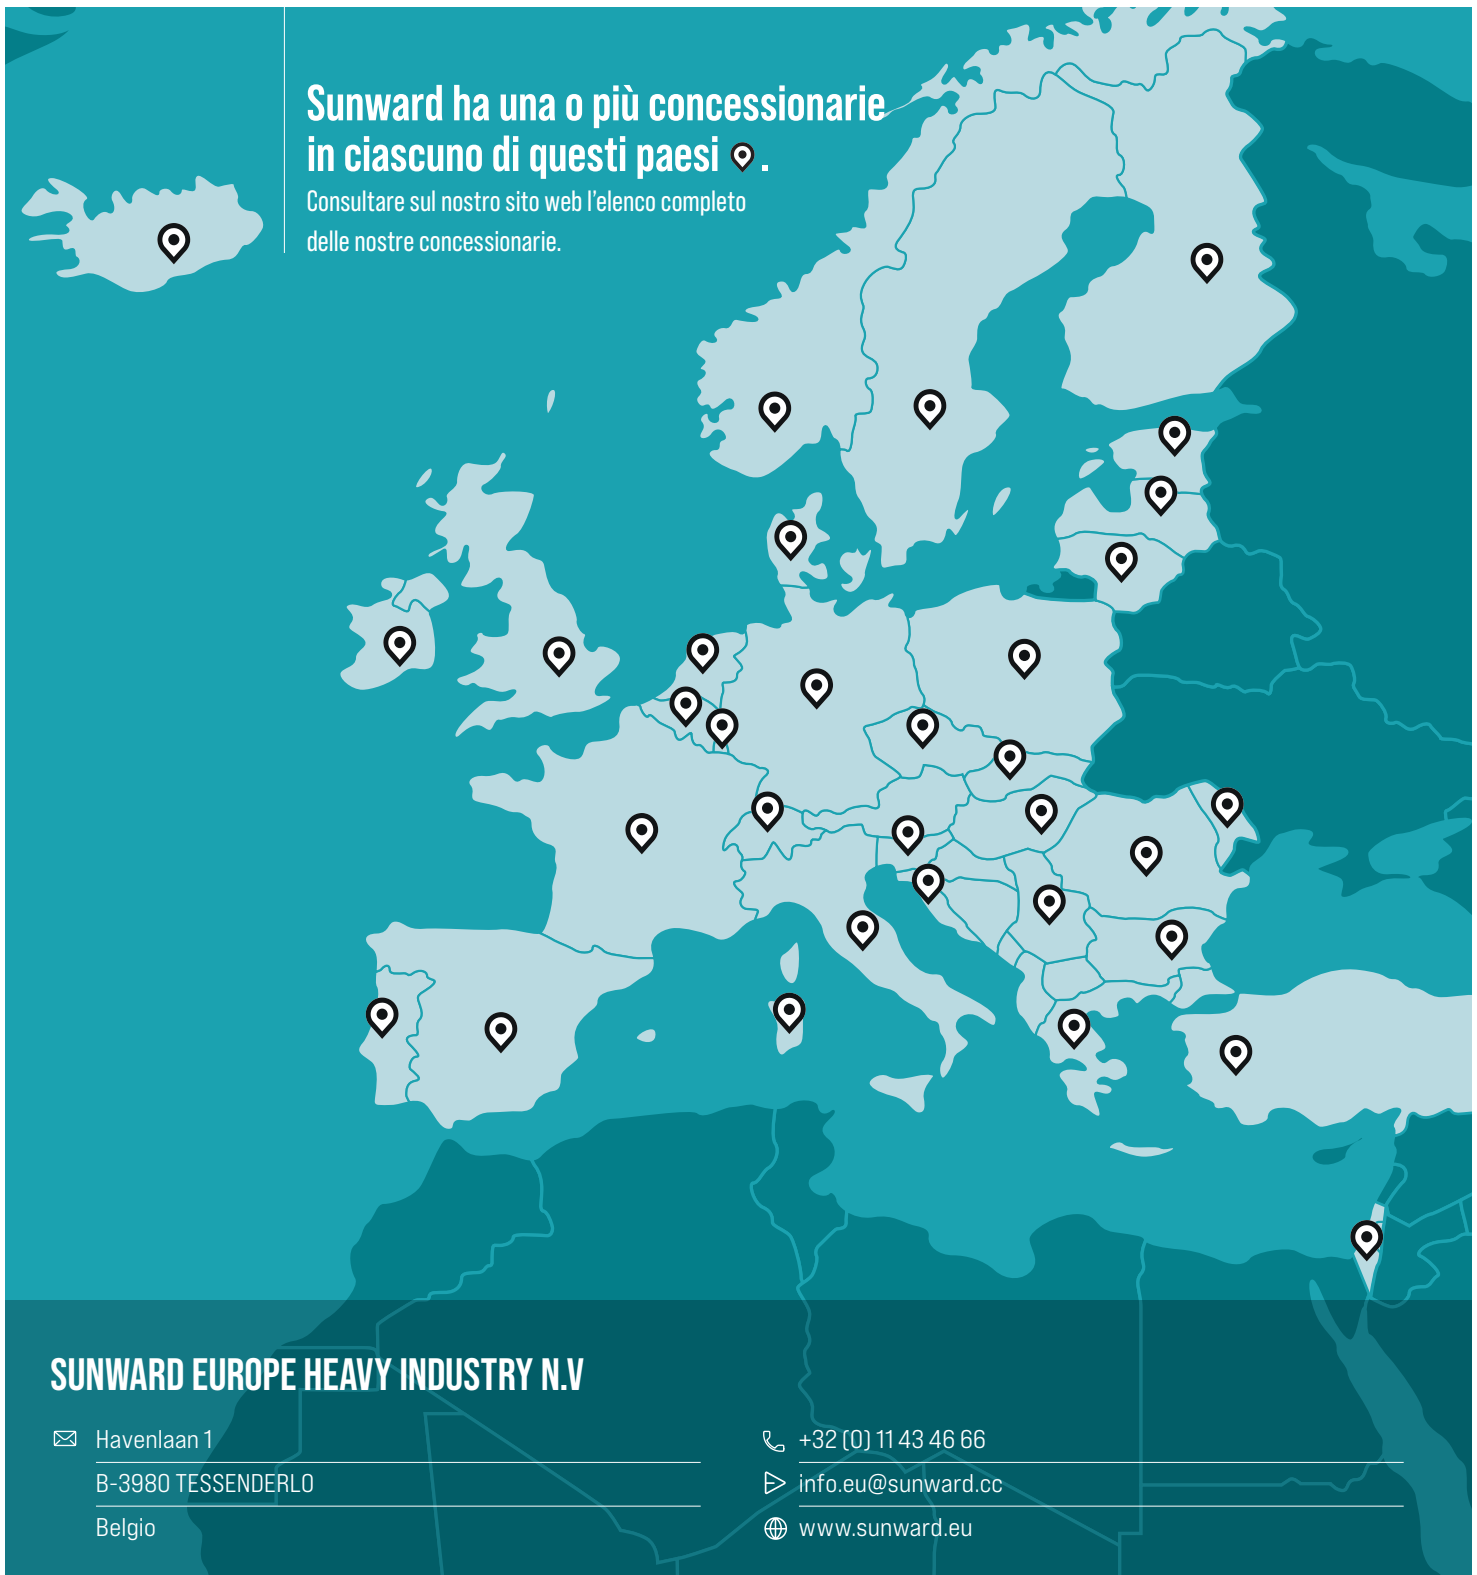 Sunward ha una o più concessionarie
in ciascuno di questi paesi .
Consultare sul nostro sito web l'elenco completo
delle nostre concessionarie.
SUNWARD EUROPE HEAVY INDUSTRY N.V
Havenlaan 1
B-3980 TESSENDERLO
Belgio
+32 (0) 11 43 46 66
info.eu@sunward.cc
www.sunward.eu